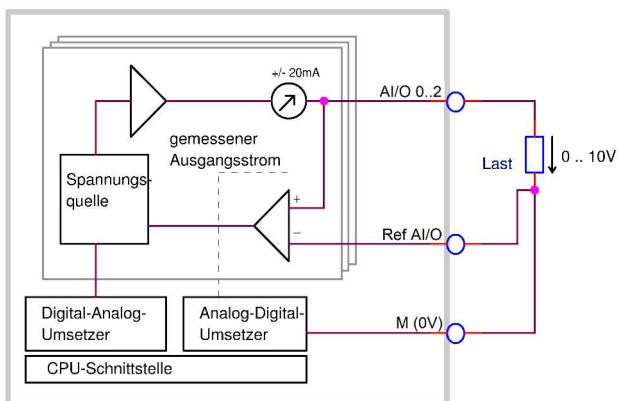 +/- 20mA
AI/O 0..2
gemessener
Ausgangsstrom
Last
0 .. 10V
Spannungs-
quelle
+
–
Ref AI/O
Digital-Analog-
Umsetzer
Analog-Digital-
Umsetzer
M (0V)
CPU-Schnittstelle